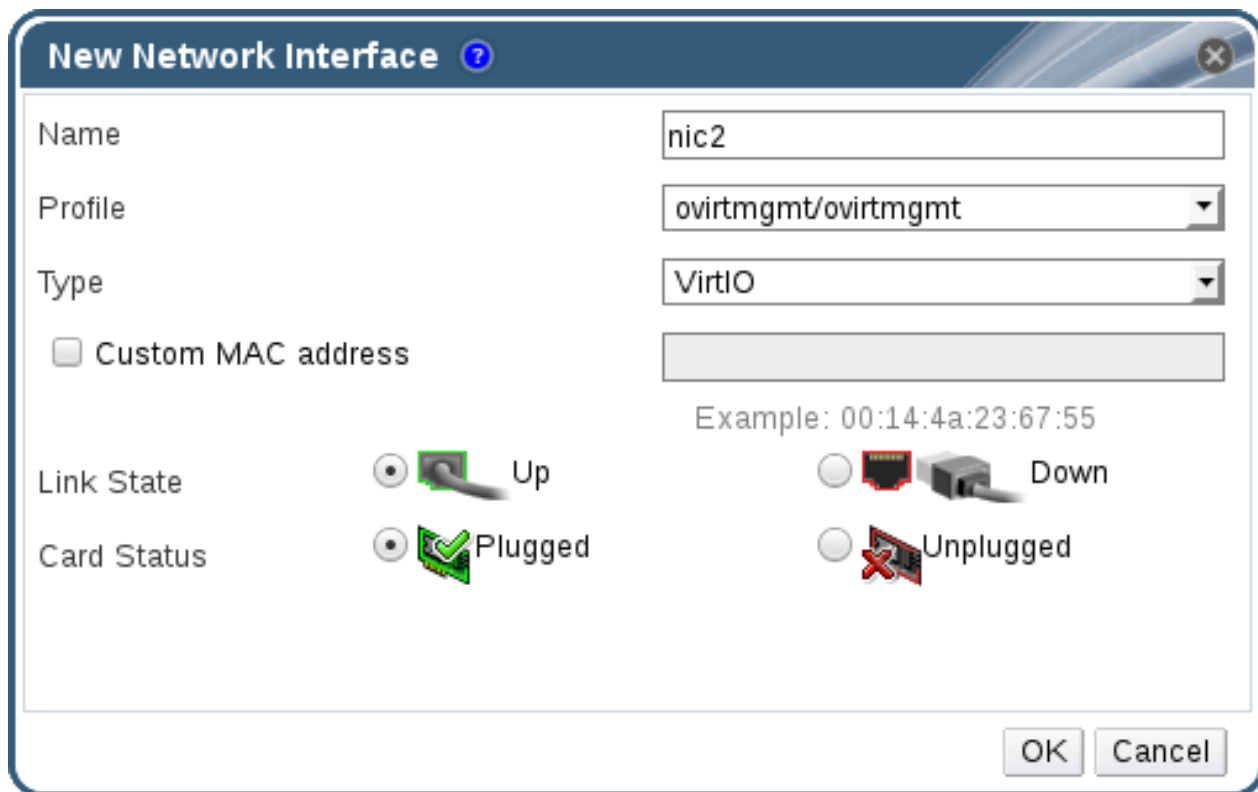 New Network Interface ?
Name nic2
Profile ovirtmgmt/ovirtmgmt
Type VirtIO
Custom MAC address
Example: 00:14:4a:23:67:55
Link State Up Down
Card Status Plugged Unplugged
OK Cancel